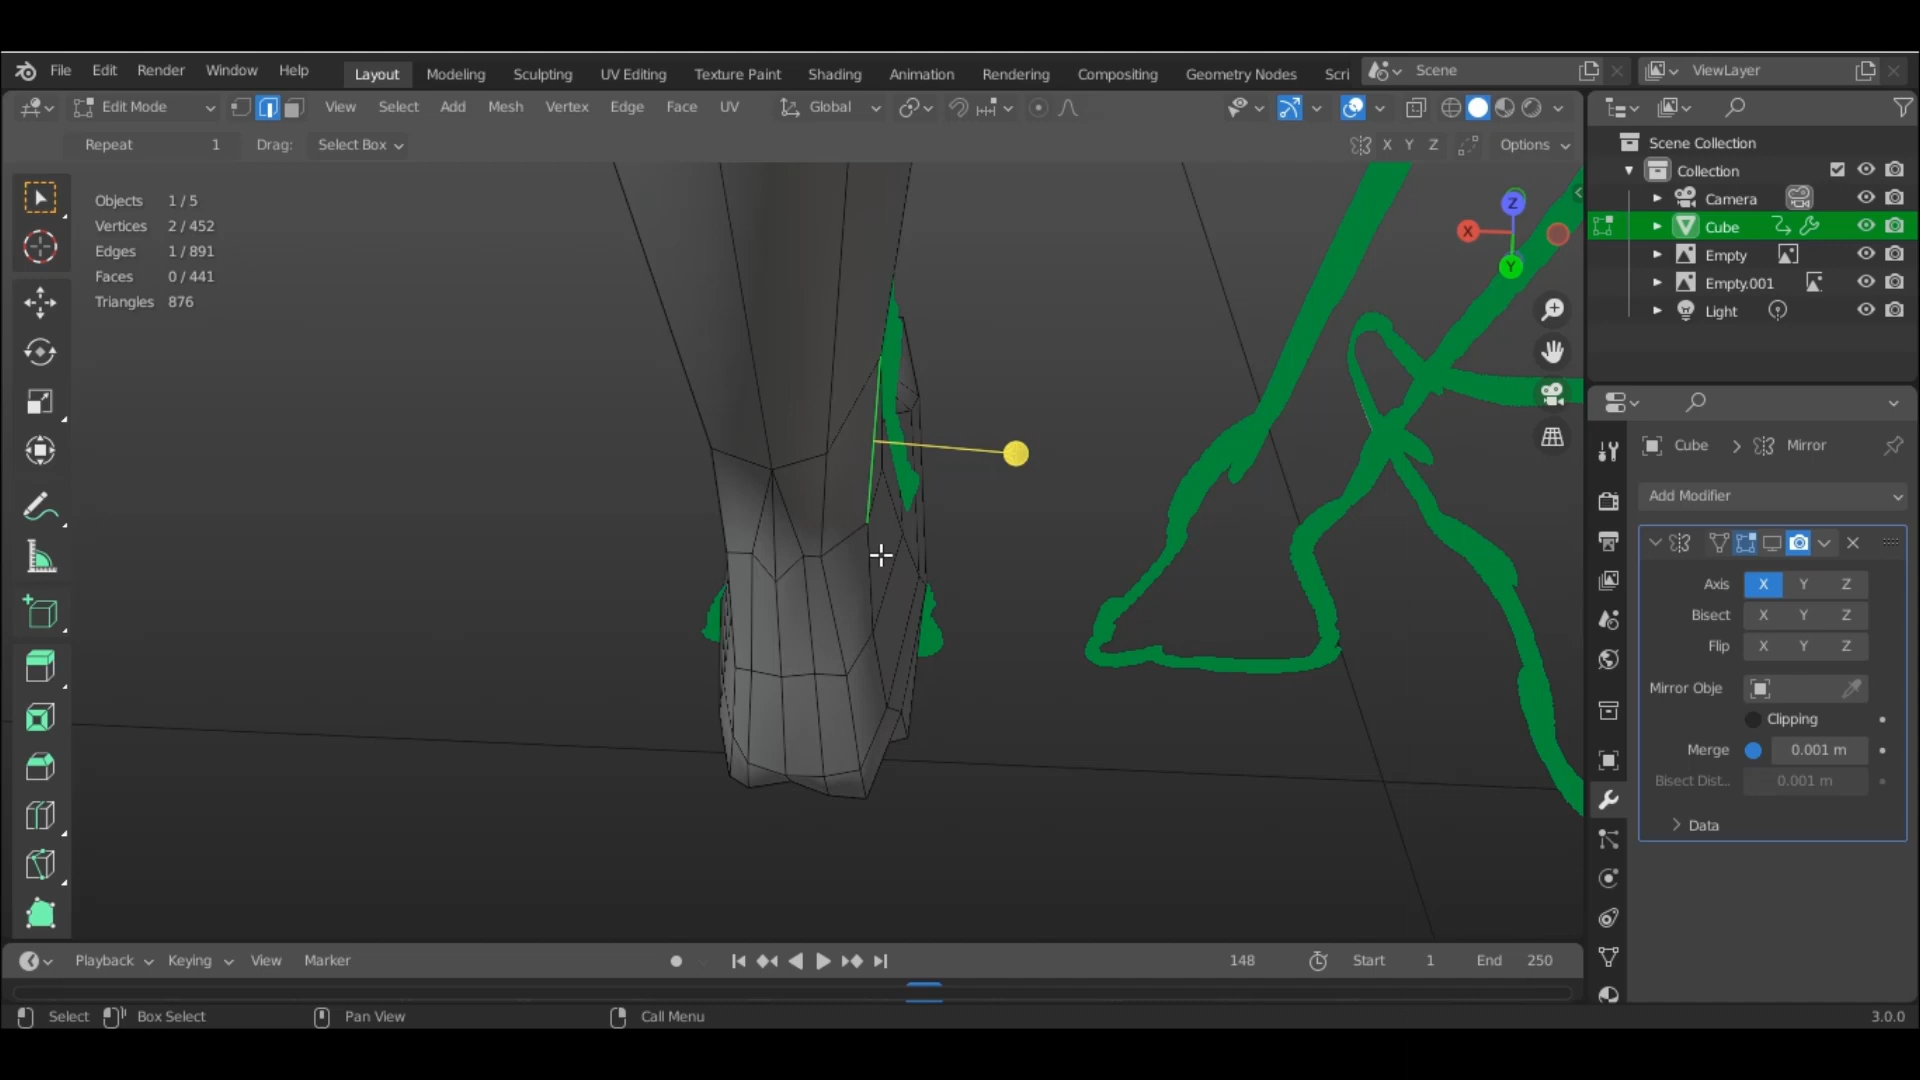 File Edit Render Window Help Layout Modeling Sculpting UV Editing Texture Paint Shading Animation Rendering Compositing Geometry Nodes Scri Scene ViewLayer
Edit Mode View Select Add Mesh Vertex Edge Face UV Global
Repeat 1 Drag: Select Box X Y Z Options
Objects 1 / 5
Vertices 2 / 452
Edges 1 / 891
Faces 0 / 441
Triangles 876
Z
X
Y
Scene Collection
Collection
Camera
Cube
Empty
Empty.001
Light
Cube > Mirror
Add Modifier
Axis X Y Z
Bisect X Y Z
Flip X Y Z
Mirror Obje
Clipping
Merge 0.001 m
Bisect Dist.. 0.001 m
Data
Playback Keying View Marker 148 Start 1 End 250
Select Box Select Pan View Call Menu 3.0.0